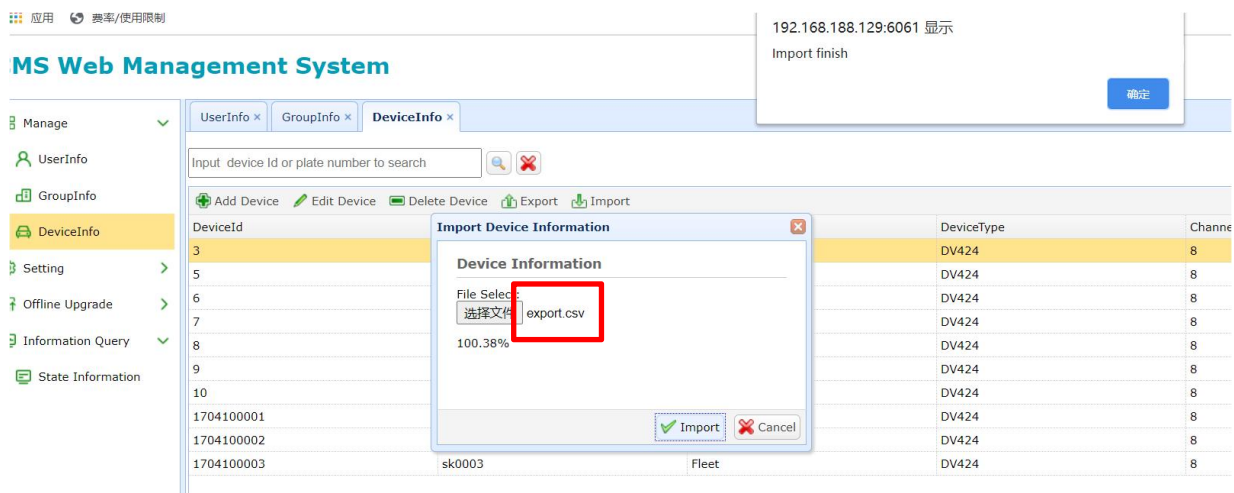 应用 费率/使用限制
192.168.188.129:6061 显示
Import finish
确定
MS Web Management System
Manage
UserInfo
GroupInfo
DeviceInfo
Setting
Offline Upgrade
Information Query
State Information
UserInfo × GroupInfo × DeviceInfo ×
Input device Id or plate number to search
Add Device Edit Device Delete Device Export Import
DeviceId DeviceType Channe
3 DV424 8
5 DV424 8
6 DV424 8
7 DV424 8
8 DV424 8
9 DV424 8
10 DV424 8
1704100001 DV424 8
1704100002 DV424 8
1704100003 sk0003 Fleet DV424 8
Import Device Information
Device Information
File Select:
选择文件 export.csv
100.38%
Import Cancel